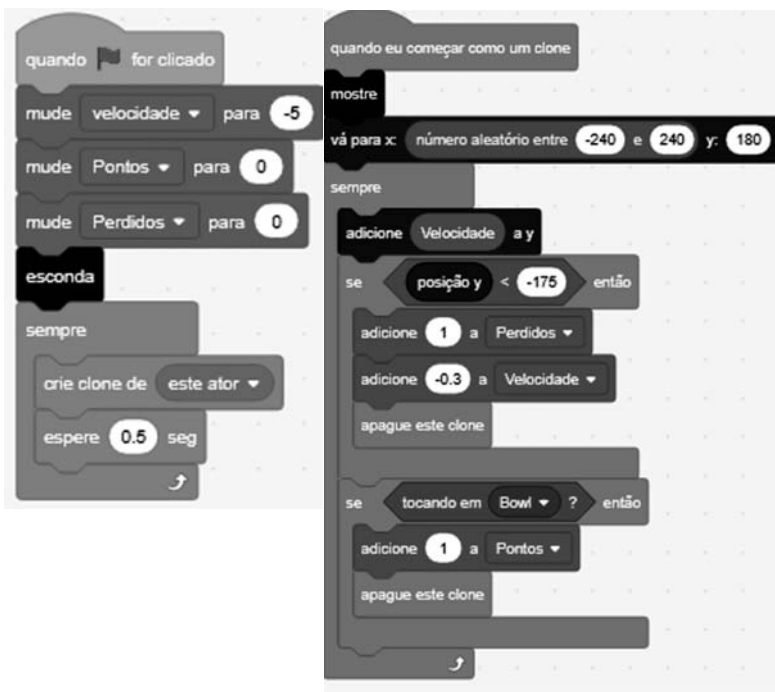 quando for clicado
mude velocidade para -5
mude Pontos para 0
mude Perdidos para 0
esconda
sempre
crie clone de este ator
espere 0.5 seg
quando eu começar como um clone
mostre
vá para x: número aleatório entre -240 e 240 y: 180
sempre
adicione Velocidade a y
se posição y < -175 então
adicione 1 a Perdidos
adicione -0.3 a Velocidade
apague este clone
se tocando em Bowl ? então
adicione 1 a Pontos
apague este clone